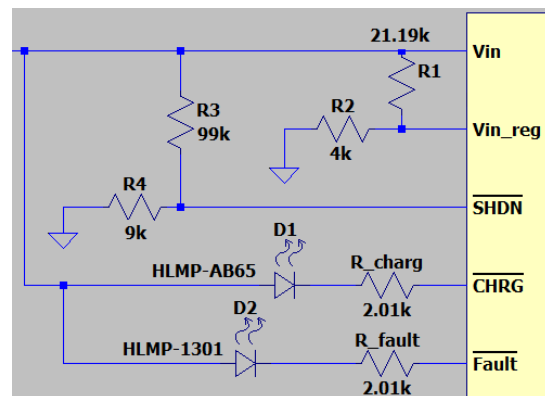 21.19k
Vin
R1
R3
99k
R2
4k
Vin_reg
R4
9k
SHDN
D1
HLMP-AB65
R_charg
2.01k
CHRG
D2
HLMP-1301
R_fault
2.01k
Fault